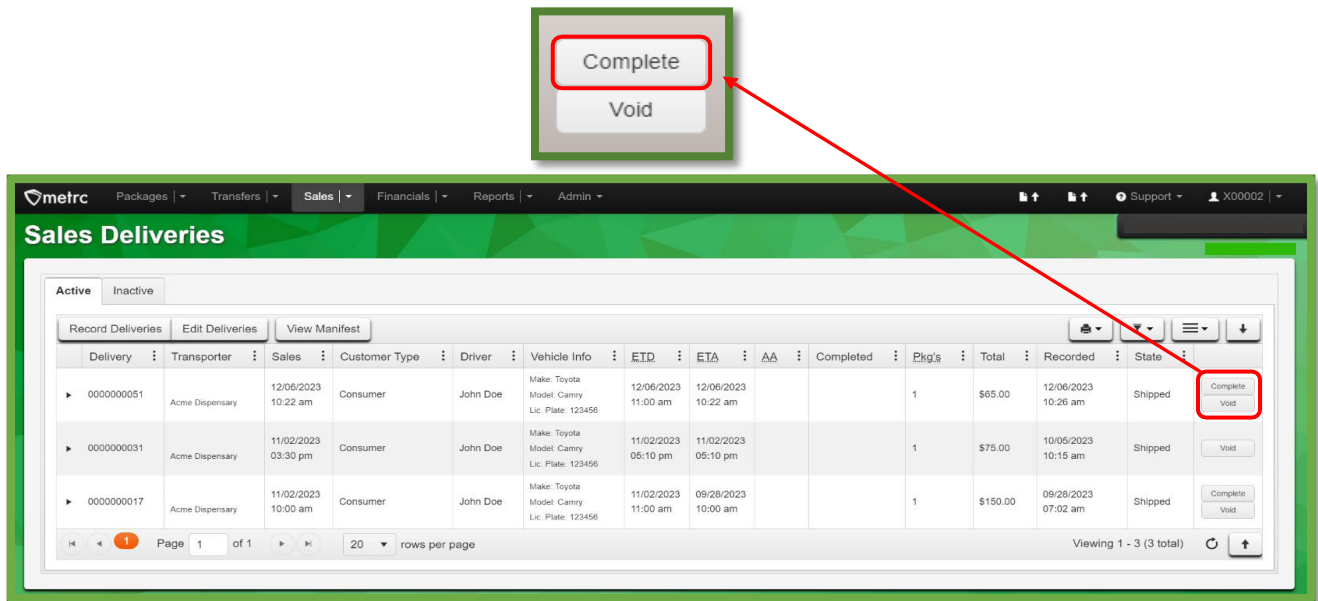 Complete
Void
metrc Packages Transfers Sales Financials Reports Admin Support X00002
Sales Deliveries
Active Inactive
Record Deliveries Edit Deliveries View Manifest
Delivery Transporter Sales Customer Type Driver Vehicle Info ETD ETA AA Completed Pkg's Total Recorded State
0000000051 Acme Dispensary 12/06/2023 10:22 am Consumer John Doe Make: Toyota Model: Camry Lic. Plate: 123456 12/06/2023 11:00 am 12/06/2023 10:22 am 1 $65.00 12/06/2023 10:26 am Shipped Complete Void
0000000031 Acme Dispensary 11/02/2023 03:30 pm Consumer John Doe Make: Toyota Model: Camry Lic. Plate: 123456 11/02/2023 05:10 pm 11/02/2023 05:10 pm 1 $75.00 10/05/2023 10:15 am Shipped Void
0000000017 Acme Dispensary 11/02/2023 10:00 am Consumer John Doe Make: Toyota Model: Camry Lic. Plate: 123456 11/02/2023 11:00 am 09/28/2023 10:00 am 1 $150.00 09/28/2023 07:02 am Shipped Complete Void
1 Page 1 of 1 20 rows per page Viewing 1 - 3 (3 total)